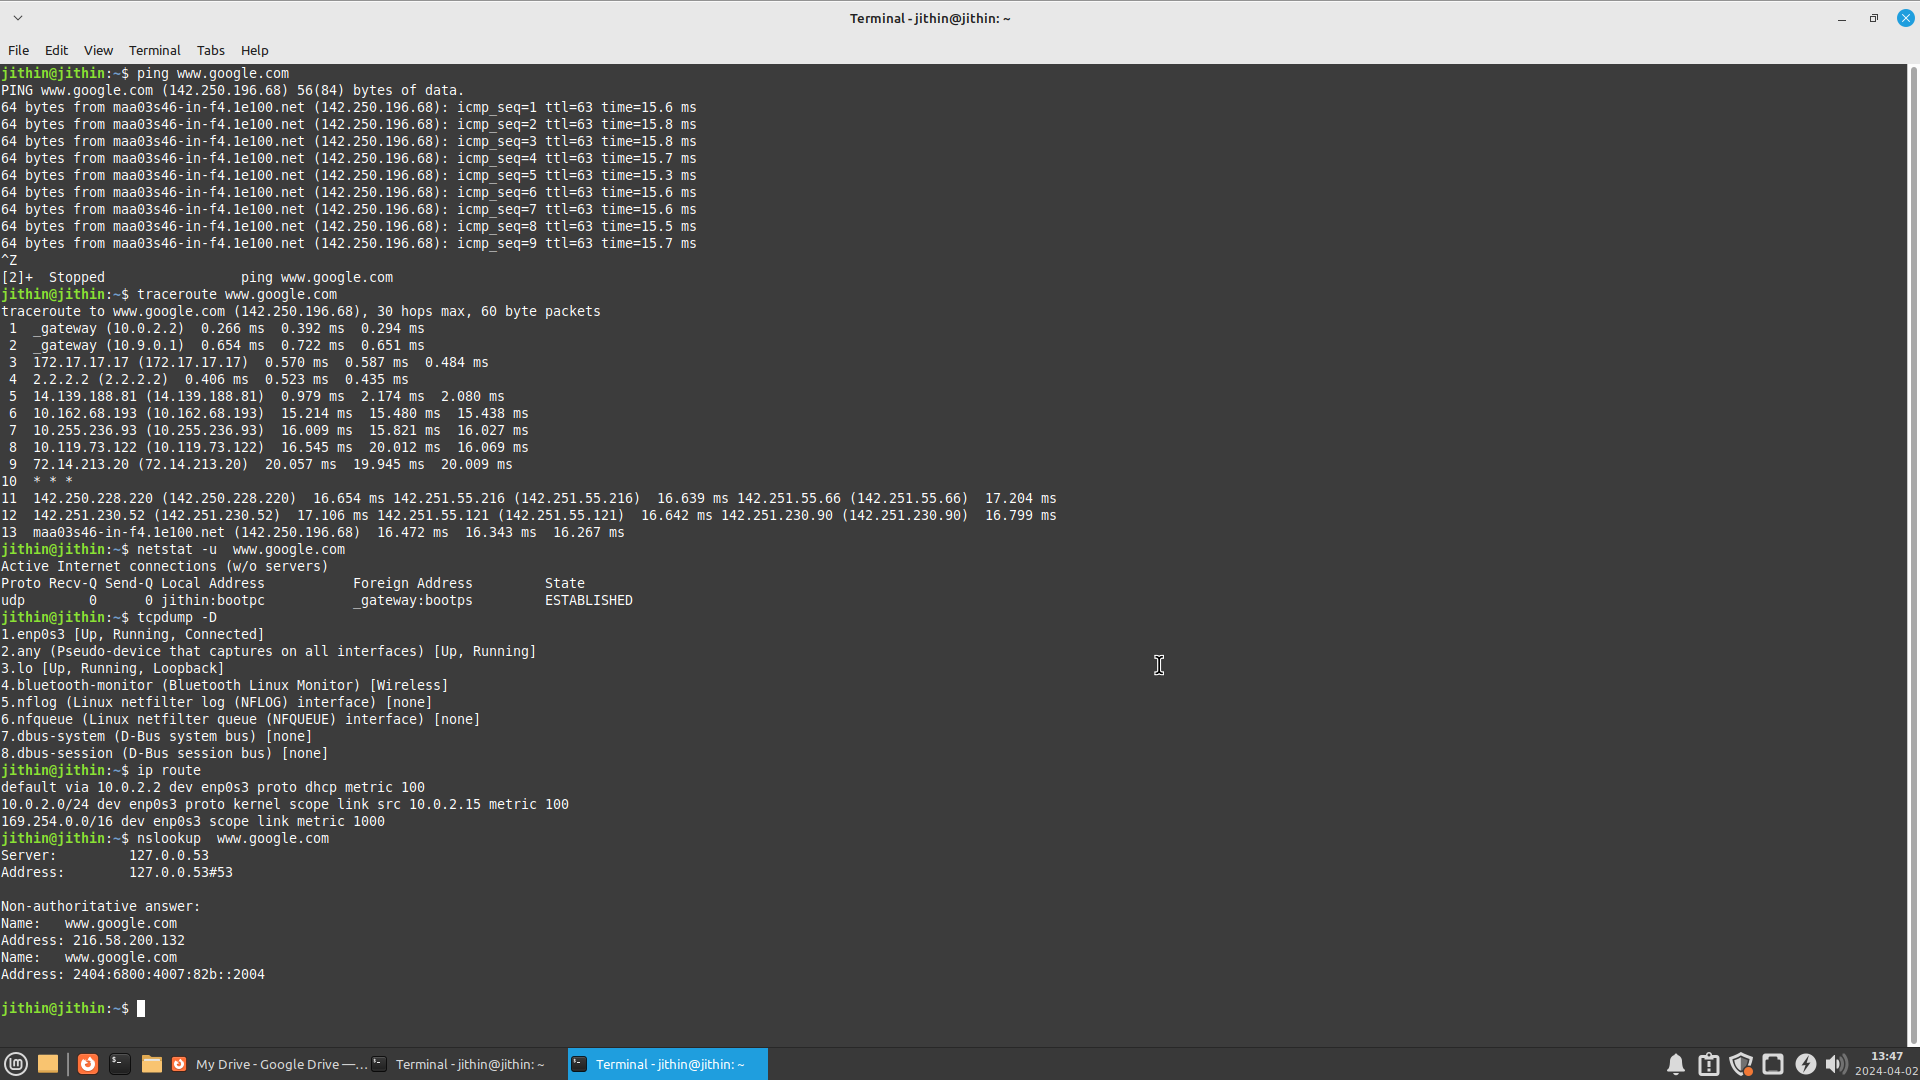 Terminal - jithin@jithin: ~
File Edit View Terminal Tabs Help
jithin@jithin:~$ ping www.google.com
PING www.google.com (142.250.196.68) 56(84) bytes of data.
64 bytes from maa03s46-in-f4.1e100.net (142.250.196.68): icmp_seq=1 ttl=63 time=15.6 ms
64 bytes from maa03s46-in-f4.1e100.net (142.250.196.68): icmp_seq=2 ttl=63 time=15.8 ms
64 bytes from maa03s46-in-f4.1e100.net (142.250.196.68): icmp_seq=3 ttl=63 time=15.8 ms
64 bytes from maa03s46-in-f4.1e100.net (142.250.196.68): icmp_seq=4 ttl=63 time=15.7 ms
64 bytes from maa03s46-in-f4.1e100.net (142.250.196.68): icmp_seq=5 ttl=63 time=15.3 ms
64 bytes from maa03s46-in-f4.1e100.net (142.250.196.68): icmp_seq=6 ttl=63 time=15.6 ms
64 bytes from maa03s46-in-f4.1e100.net (142.250.196.68): icmp_seq=7 ttl=63 time=15.6 ms
64 bytes from maa03s46-in-f4.1e100.net (142.250.196.68): icmp_seq=8 ttl=63 time=15.5 ms
64 bytes from maa03s46-in-f4.1e100.net (142.250.196.68): icmp_seq=9 ttl=63 time=15.7 ms
^Z
[2]+  Stopped                 ping www.google.com
jithin@jithin:~$ traceroute www.google.com
traceroute to www.google.com (142.250.196.68), 30 hops max, 60 byte packets
 1  _gateway (10.0.2.2)  0.266 ms  0.392 ms  0.294 ms
 2  _gateway (10.9.0.1)  0.654 ms  0.722 ms  0.651 ms
 3  172.17.17.17 (172.17.17.17)  0.570 ms  0.587 ms  0.484 ms
 4  2.2.2.2 (2.2.2.2)  0.406 ms  0.523 ms  0.435 ms
 5  14.139.188.81 (14.139.188.81)  0.979 ms  2.174 ms  2.080 ms
 6  10.162.68.193 (10.162.68.193)  15.214 ms  15.480 ms  15.438 ms
 7  10.255.236.93 (10.255.236.93)  16.009 ms  15.821 ms  16.027 ms
 8  10.119.73.122 (10.119.73.122)  16.545 ms  20.012 ms  16.069 ms
 9  72.14.213.20 (72.14.213.20)  20.057 ms  19.945 ms  20.009 ms
10  * * *
11  142.250.228.220 (142.250.228.220)  16.654 ms 142.251.55.216 (142.251.55.216)  16.639 ms 142.251.55.66 (142.251.55.66)  17.204 ms
12  142.251.230.52 (142.251.230.52)  17.106 ms 142.251.55.121 (142.251.55.121)  16.642 ms 142.251.230.90 (142.251.230.90)  16.799 ms
13  maa03s46-in-f4.1e100.net (142.250.196.68)  16.472 ms  16.343 ms  16.267 ms
jithin@jithin:~$ netstat -u  www.google.com
Active Internet connections (w/o servers)
Proto Recv-Q Send-Q Local Address           Foreign Address         State
udp        0      0 jithin:bootpc           _gateway:bootps         ESTABLISHED
jithin@jithin:~$ tcpdump -D
1.enp0s3 [Up, Running, Connected]
2.any (Pseudo-device that captures on all interfaces) [Up, Running]
3.lo [Up, Running, Loopback]
4.bluetooth-monitor (Bluetooth Linux Monitor) [Wireless]
5.nflog (Linux netfilter log (NFLOG) interface) [none]
6.nfqueue (Linux netfilter queue (NFQUEUE) interface) [none]
7.dbus-system (D-Bus system bus) [none]
8.dbus-session (D-Bus session bus) [none]
jithin@jithin:~$ ip route
default via 10.0.2.2 dev enp0s3 proto dhcp metric 100
10.0.2.0/24 dev enp0s3 proto kernel scope link src 10.0.2.15 metric 100
169.254.0.0/16 dev enp0s3 scope link metric 1000
jithin@jithin:~$ nslookup  www.google.com
Server:         127.0.0.53
Address:        127.0.0.53#53

Non-authoritative answer:
Name:   www.google.com
Address: 216.58.200.132
Name:   www.google.com
Address: 2404:6800:4007:82b::2004

jithin@jithin:~$
My Drive - Google Drive —... Terminal - jithin@jithin: ~ Terminal - jithin@jithin: ~
13:47
2024-04-02